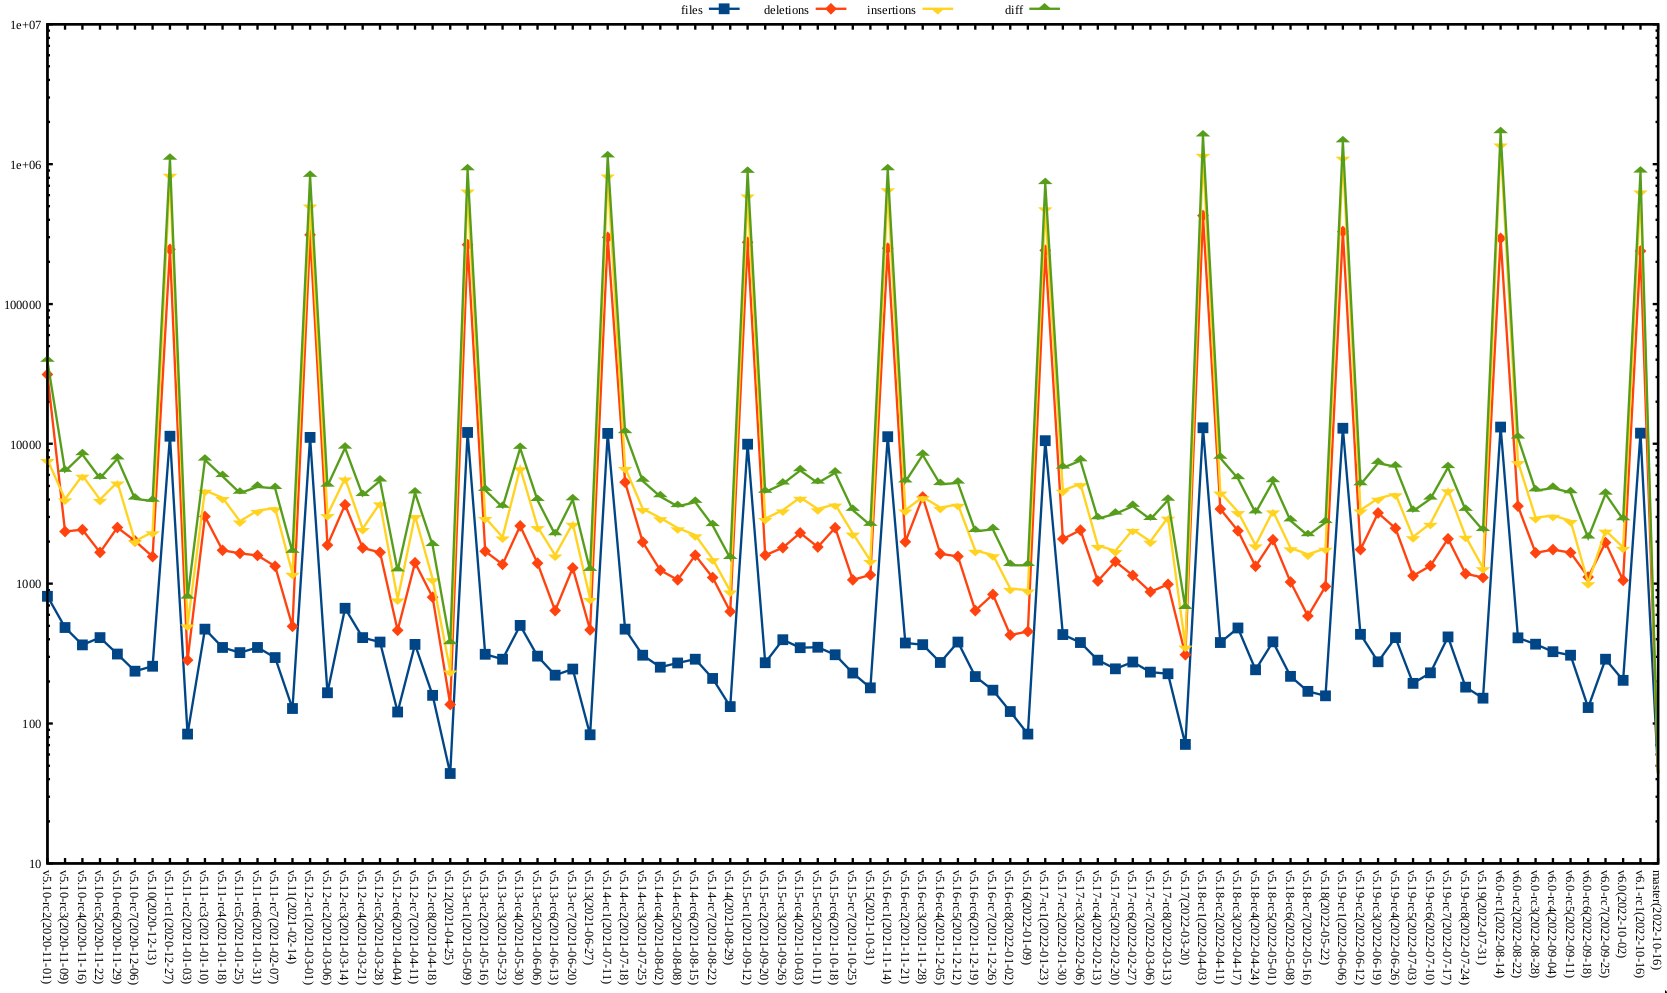 files deletions insertions diff
1e+07
1e+06
100000
10000
1000
100
10
v5.10-rc2(2020-11-01)
v5.10-rc3(2020-11-09)
v5.10-rc4(2020-11-16)
v5.10-rc5(2020-11-22)
v5.10-rc6(2020-11-29)
v5.10-rc7(2020-12-06)
v5.10(2020-12-13)
v5.11-rc1(2020-12-27)
v5.11-rc2(2021-01-03)
v5.11-rc3(2021-01-10)
v5.11-rc4(2021-01-18)
v5.11-rc5(2021-01-25)
v5.11-rc6(2021-01-31)
v5.11-rc7(2021-02-07)
v5.11(2021-02-14)
v5.12-rc1(2021-03-01)
v5.12-rc2(2021-03-06)
v5.12-rc3(2021-03-14)
v5.12-rc4(2021-03-21)
v5.12-rc5(2021-03-28)
v5.12-rc6(2021-04-04)
v5.12-rc7(2021-04-11)
v5.12-rc8(2021-04-18)
v5.12(2021-04-25)
v5.13-rc1(2021-05-09)
v5.13-rc2(2021-05-16)
v5.13-rc3(2021-05-23)
v5.13-rc4(2021-05-30)
v5.13-rc5(2021-06-06)
v5.13-rc6(2021-06-13)
v5.13-rc7(2021-06-20)
v5.13(2021-06-27)
v5.14-rc1(2021-07-11)
v5.14-rc2(2021-07-18)
v5.14-rc3(2021-07-25)
v5.14-rc4(2021-08-02)
v5.14-rc5(2021-08-08)
v5.14-rc6(2021-08-15)
v5.14-rc7(2021-08-22)
v5.14(2021-08-29)
v5.15-rc1(2021-09-12)
v5.15-rc2(2021-09-20)
v5.15-rc3(2021-09-26)
v5.15-rc4(2021-10-03)
v5.15-rc5(2021-10-11)
v5.15-rc6(2021-10-18)
v5.15-rc7(2021-10-25)
v5.15(2021-10-31)
v5.16-rc1(2021-11-14)
v5.16-rc2(2021-11-21)
v5.16-rc3(2021-11-28)
v5.16-rc4(2021-12-05)
v5.16-rc5(2021-12-12)
v5.16-rc6(2021-12-19)
v5.16-rc7(2021-12-26)
v5.16-rc8(2022-01-02)
v5.16(2022-01-09)
v5.17-rc1(2022-01-23)
v5.17-rc2(2022-01-30)
v5.17-rc3(2022-02-06)
v5.17-rc4(2022-02-13)
v5.17-rc5(2022-02-20)
v5.17-rc6(2022-02-27)
v5.17-rc7(2022-03-06)
v5.17-rc8(2022-03-13)
v5.17(2022-03-20)
v5.18-rc1(2022-04-03)
v5.18-rc2(2022-04-11)
v5.18-rc3(2022-04-17)
v5.18-rc4(2022-04-24)
v5.18-rc5(2022-05-01)
v5.18-rc6(2022-05-08)
v5.18-rc7(2022-05-16)
v5.18(2022-05-22)
v5.19-rc1(2022-06-06)
v5.19-rc2(2022-06-12)
v5.19-rc3(2022-06-19)
v5.19-rc4(2022-06-26)
v5.19-rc5(2022-07-03)
v5.19-rc6(2022-07-10)
v5.19-rc7(2022-07-17)
v5.19-rc8(2022-07-24)
v5.19(2022-07-31)
v6.0-rc1(2022-08-14)
v6.0-rc2(2022-08-22)
v6.0-rc3(2022-08-28)
v6.0-rc4(2022-09-04)
v6.0-rc5(2022-09-11)
v6.0-rc6(2022-09-18)
v6.0-rc7(2022-09-25)
v6.0(2022-10-02)
v6.1-rc1(2022-10-16)
master(2022-10-16)